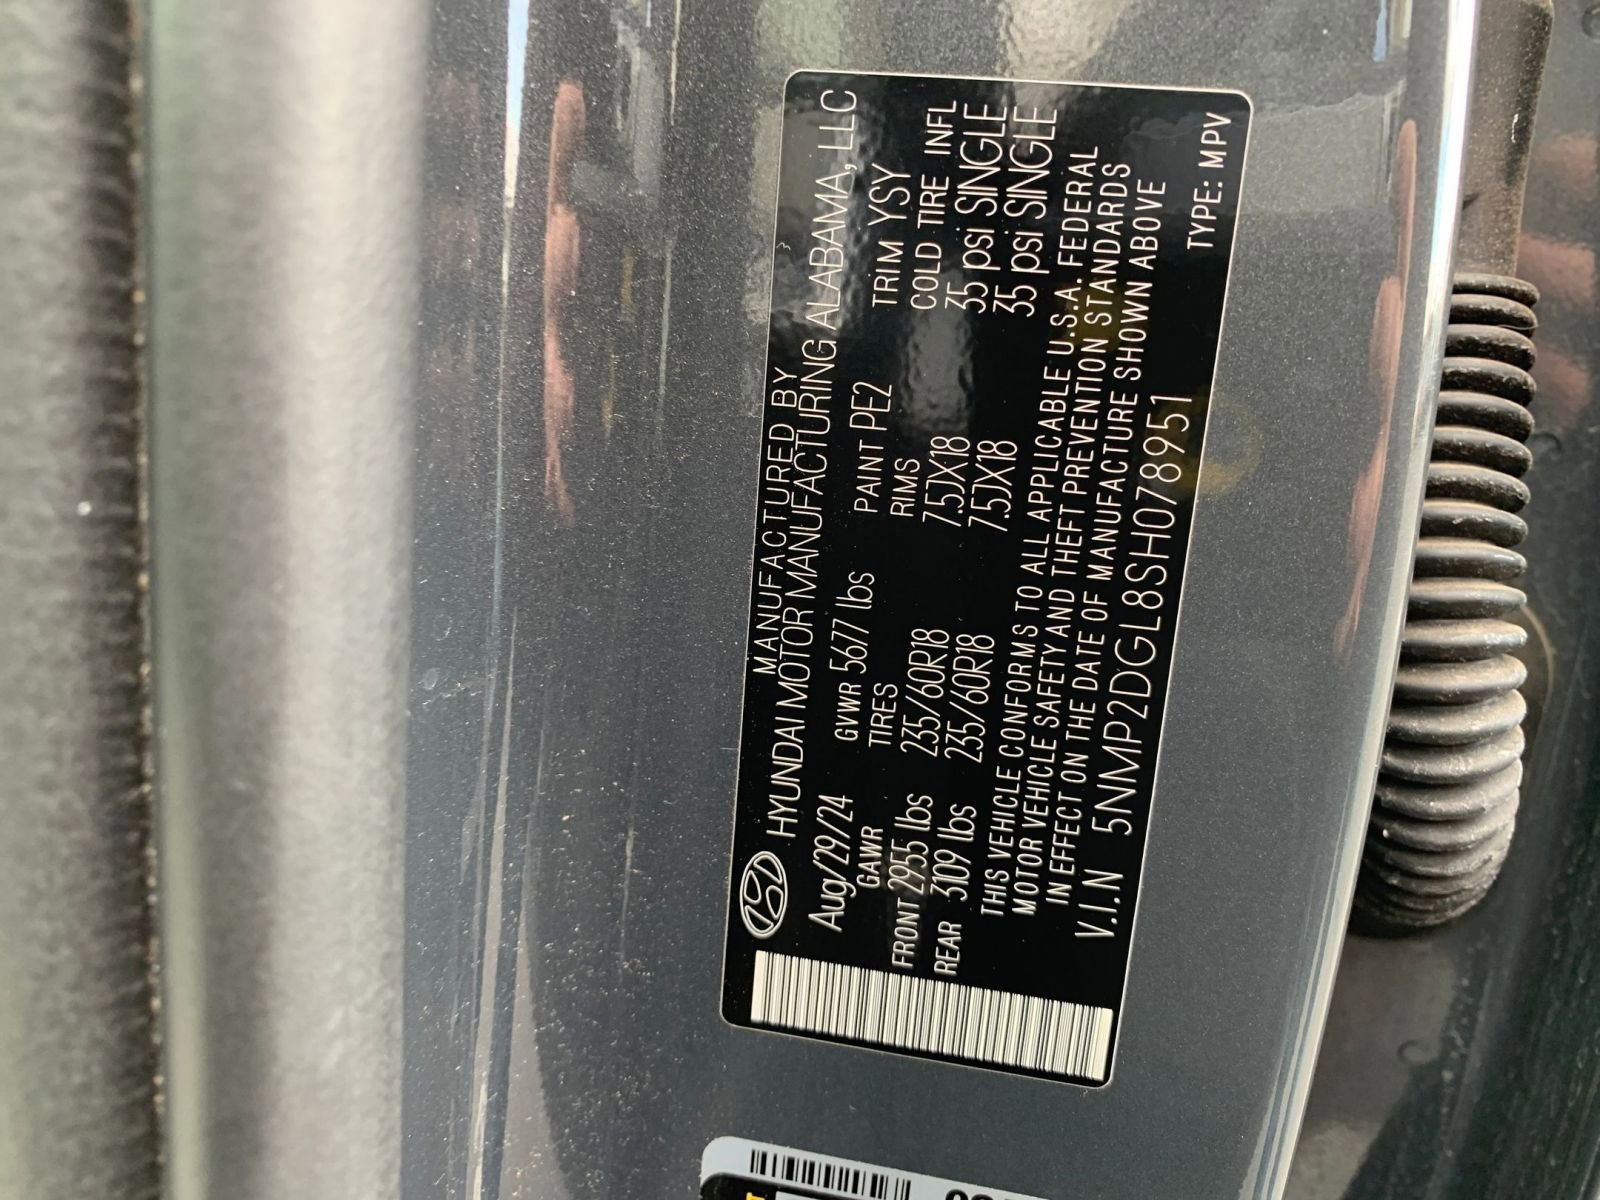 MANUFACTURED BY
HYUNDAI MOTOR MANUFACTURING ALABAMA, LLC
Aug/29/24 GVWR 5677 lbs PAINT PE2 TRIM YSY
GAWR TIRES RIMS COLD TIRE INFL
FRONT 2955 lbs 235/60R18 7.5JX18 35 psi SINGLE
REAR 3109 lbs 235/60R18 7.5JX18 35 psi SINGLE
THIS VEHICLE CONFORMS TO ALL APPLICABLE U.S.A. FEDERAL
MOTOR VEHICLE SAFETY AND THEFT PREVENTION STANDARDS
IN EFFECT ON THE DATE OF MANUFACTURE SHOWN ABOVE
V.I.N 5NMP2DGL8SH078951 TYPE: MPV